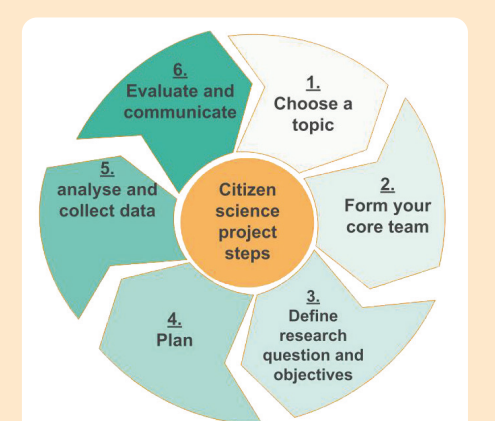 Citizen
science
project
steps
1.
Choose a
topic
2.
Form your
core team
3.
Define
research
question and
objectives
4.
Plan
5.
analyse and
collect data
6.
Evaluate and
communicate